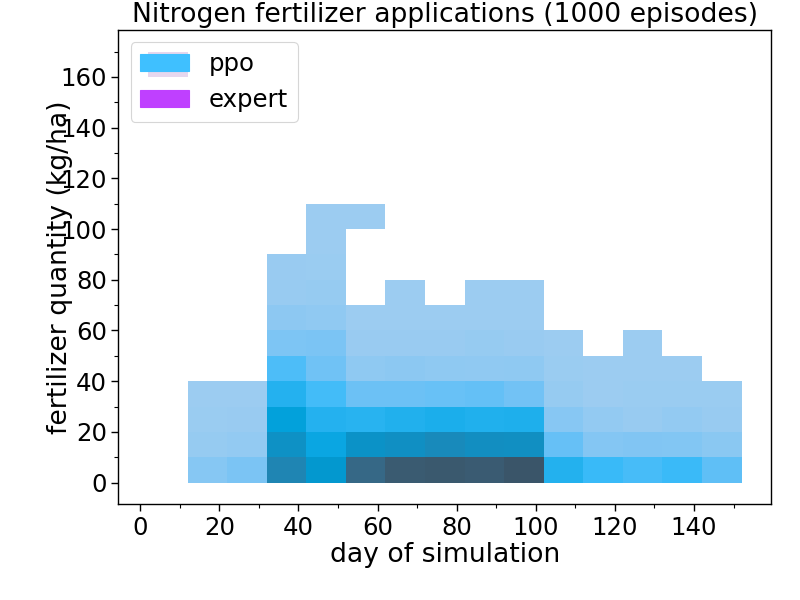 Nitrogen fertilizer applications (1000 episodes)
ppo
expert
fertilizer quantity (kg/ha)
160
140
120
100
80
60
40
20
0
0 20 40 60 80 100 120 140
day of simulation